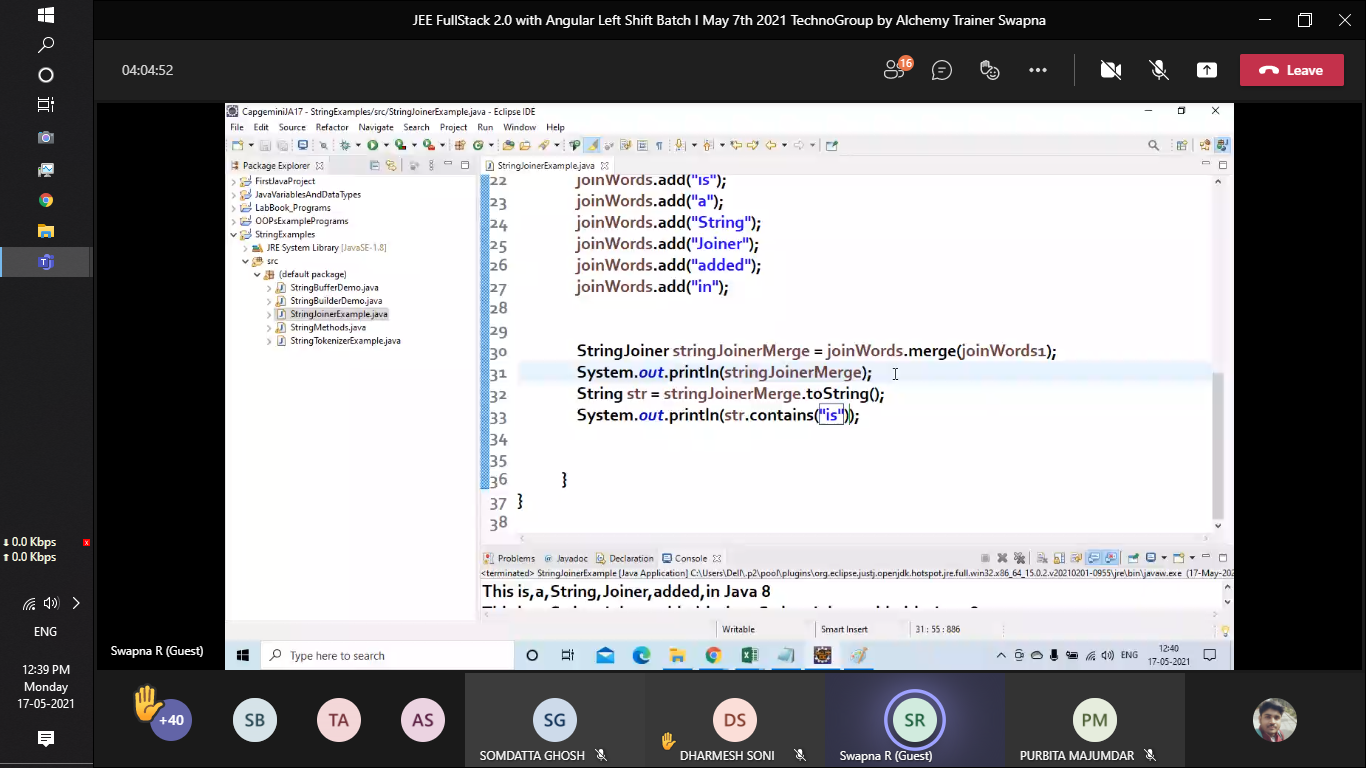 JEE FullStack 2.0 with Angular Left Shift Batch I May 7th 2021 TechnoGroup by Alchemy Trainer Swapna
04:04:52
16
Leave
CapgeminiJA17 - StringExamples/src/StringJoinerExample.java - Eclipse IDE
File Edit Source Refactor Navigate Search Project Run Window Help
Package Explorer
StringJoinerExample.java
FirstJavaProject
JavaVariablesAndDataTypes
LabBook_Programs
OOPsExamplePrograms
StringExamples
JRE System Library [JavaSE-1.8]
src
(default package)
StringBufferDemo.java
StringBuilderDemo.java
StringJoinerExample.java
StringMethods.java
StringTokenizerExample.java
22 joinWords.add("is");
23 joinWords.add("a");
24 joinWords.add("String");
25 joinWords.add("Joiner");
26 joinWords.add("added");
27 joinWords.add("in");
28
29
30 StringJoiner stringJoinerMerge = joinWords.merge(joinWords1);
31 System.out.println(stringJoinerMerge);
32 String str = stringJoinerMerge.toString();
33 System.out.println(str.contains("is"));
34
35
36 }
37 }
38
Problems Javadoc Declaration Console
<terminated> StringJoinerExample [Java Application] C:\Users\Dell\.p2\pool\plugins\org.eclipse.justj.openjdk.hotspot.jre.full.win32.x86_64_15.0.2.v20210201-0955\jre\bin\javaw.exe (17-May-202
This is,a,String,Joiner,added,in Java 8
Writable Smart Insert 31 : 55 : 886
Type here to search
ENG
12:40
17-05-2021
Swapna R (Guest)
0.0 Kbps
0.0 Kbps
ENG
12:39 PM
Monday
17-05-2021
+40
SB
TA
AS
SG
SOMDATTA GHOSH
DS
DHARMESH SONI
SR
Swapna R (Guest)
PM
PURBITA MAJUMDAR